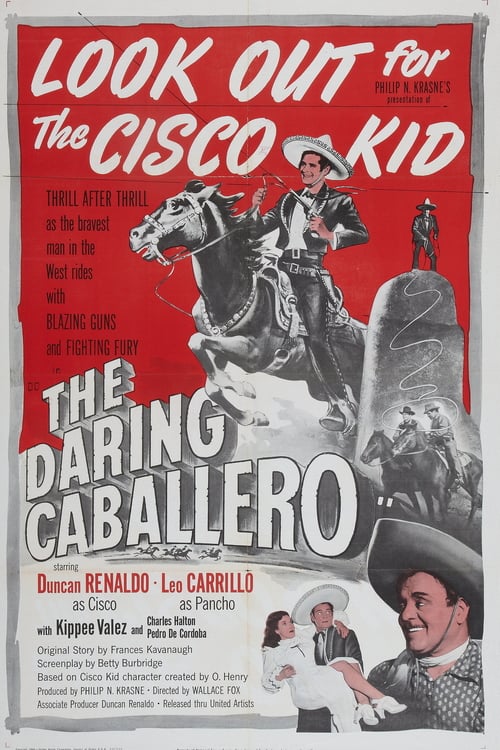 LOOK OUT for
PHILIP N. KRASNE'S
presentation of
The CISCO KID
THRILL AFTER THRILL
as the bravest
man in the
West rides
with
BLAZING GUNS
and FIGHTING FURY
in
THE
DARING
CABALLERO"
starring
Duncan RENALDO · Leo CARRILLO
as Cisco as Pancho
with Kippee Valez and Charles Halton
Pedro De Cordoba
Original Story by Frances Kavanaugh
Screenplay by Betty Burbridge
Based on Cisco Kid character created by O. Henry
Produced by PHILIP N. KRASNE · Directed by WALLACE FOX
Associate Producer Duncan Renaldo · Released thru United Artists